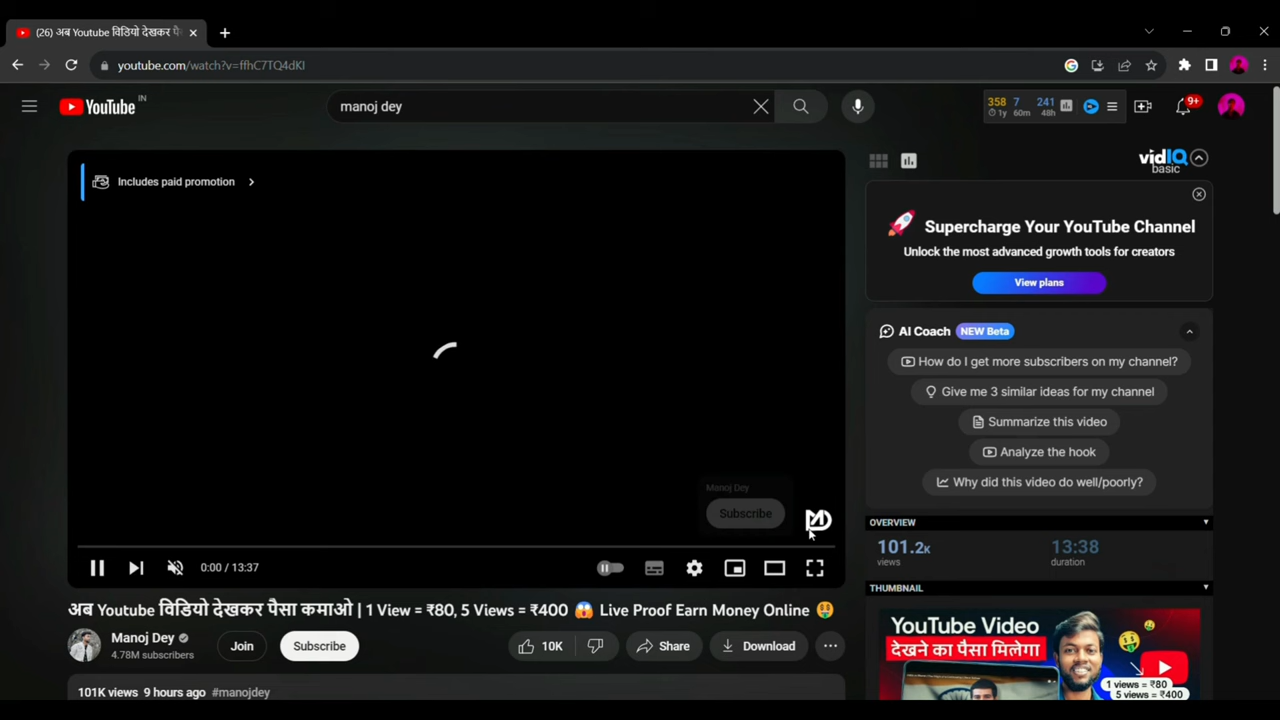 (26) अब Youtube विडियो देखकर पै
youtube.com/watch?v=ffhC7TQ4dKI
YouTube IN
manoj dey
358 7 241
1y 60m 48h
9+
Includes paid promotion
vidIQ
basic
Supercharge Your YouTube Channel
Unlock the most advanced growth tools for creators
View plans
AI Coach NEW Beta
How do I get more subscribers on my channel?
Give me 3 similar ideas for my channel
Summarize this video
Analyze the hook
Why did this video do well/poorly?
Manoj Dey
Subscribe
MD
0:00 / 13:37
OVERVIEW
101.2K 13:38
views duration
THUMBNAIL
YouTube Video
देखने का पैसा मिलेगा
1 views = ₹80
5 views = ₹400
अब Youtube विडियो देखकर पैसा कमाओ | 1 View = ₹80, 5 Views = ₹400 😱 Live Proof Earn Money Online 🤑
Manoj Dey
4.78M subscribers
Join
Subscribe
10K
Share
Download
101K views 9 hours ago #manojdey